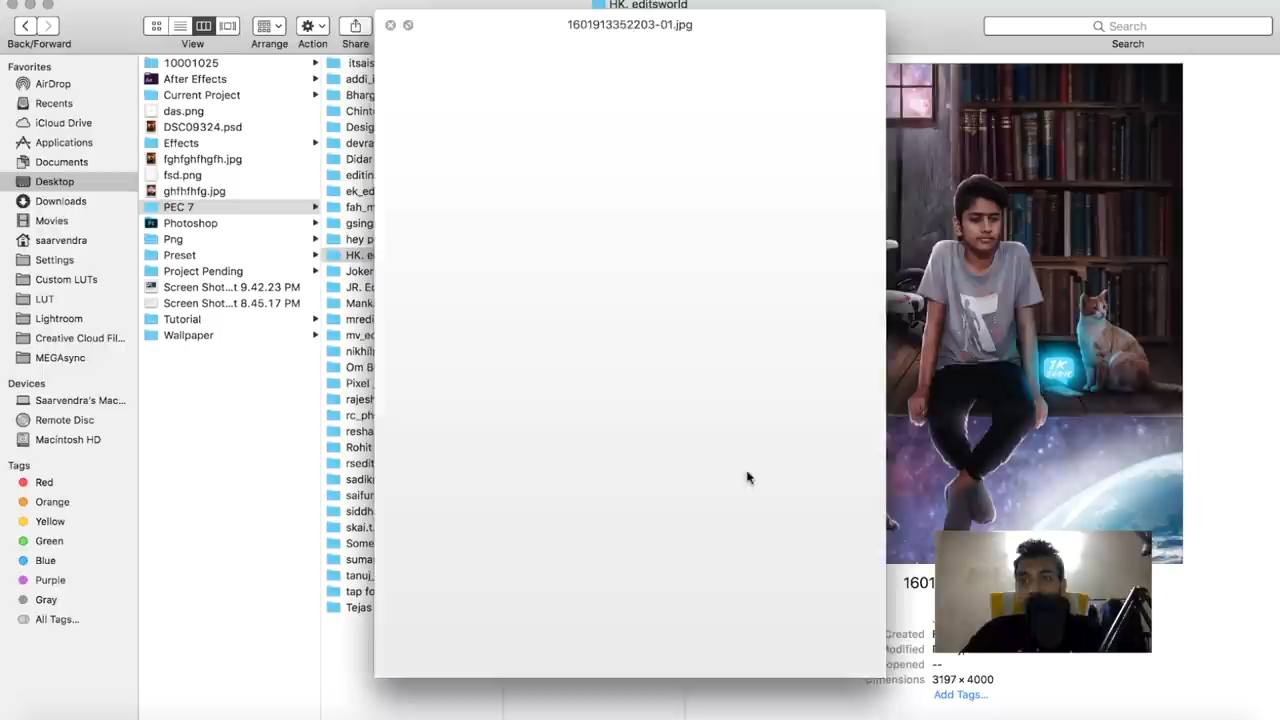 HK. editsworld
1601913352203-01.jpg
Search
Back/Forward
View
Arrange
Action
Share
Search
Favorites
AirDrop
Recents
iCloud Drive
Applications
Documents
Desktop
Downloads
Movies
saarvendra
Settings
Custom LUTs
LUT
Lightroom
Creative Cloud Fil...
MEGAsync
Devices
Saarvendra's Mac...
Remote Disc
Macintosh HD
Tags
Red
Orange
Yellow
Green
Blue
Purple
Gray
All Tags...
10001025
After Effects
Current Project
das.png
DSC09324.psd
Effects
fghfghfhgfh.jpg
fsd.png
ghfhfhfg.jpg
PEC 7
Photoshop
Png
Preset
Project Pending
Screen Shot...t 9.42.23 PM
Screen Shot...t 8.45.17 PM
Tutorial
Wallpaper
itsais
addi_i
Bharg
Chint
Desig
devra
Didar
editin
ek_ed
fah_m
gsing
hey p
HK. e
Joker
JR. Ed
Mank
mredi
mv_ed
nikhil
Om B
Pixel
rajesh
rc_ph
resha
Rohit
rsedit
sadik
saifur
siddh
skai.t.
Some
suma
tanuj_
tap fo
Tejas
1601
Created
Modified
opened
--
Dimensions
3197 × 4000
Add Tags...